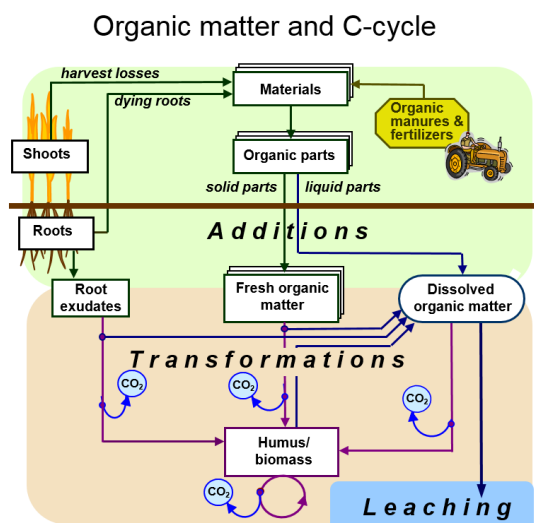 Organic matter and C-cycle
harvest losses
Materials
dying roots
Organic
manures &
fertilizers
Shoots
Organic parts
solid parts
liquid parts
Roots
Additions
Root
exudates
Fresh organic
matter
Dissolved
organic matter
Transformations
CO₂
CO₂
CO₂
Humus/
biomass
CO₂
Leaching